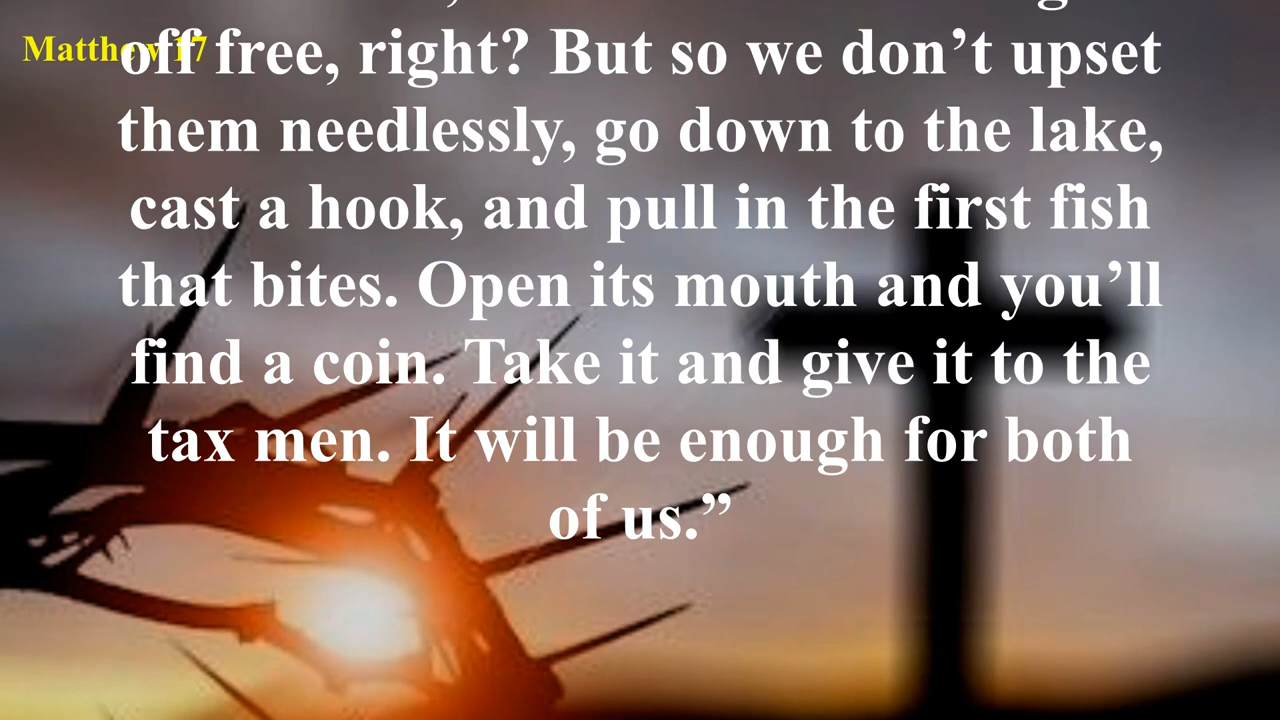 Matthew 17
off free, right? But so we don’t upset
them needlessly, go down to the lake,
cast a hook, and pull in the first fish
that bites. Open its mouth and you’ll
find a coin. Take it and give it to the
tax men. It will be enough for both
of us.”